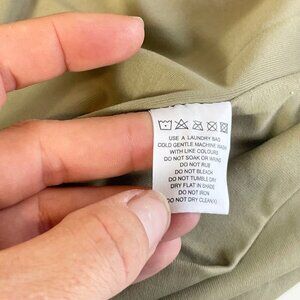 USE A LAUNDRY BAG
COLD GENTLE MACHINE WASH
WITH LIKE COLOURS
DO NOT SOAK OR WRING
DO NOT RUB
DO NOT BLEACH
DO NOT TUMBLE DRY
DRY FLAT IN SHADE
DO NOT IRON
DO NOT DRY CLEAN(X)